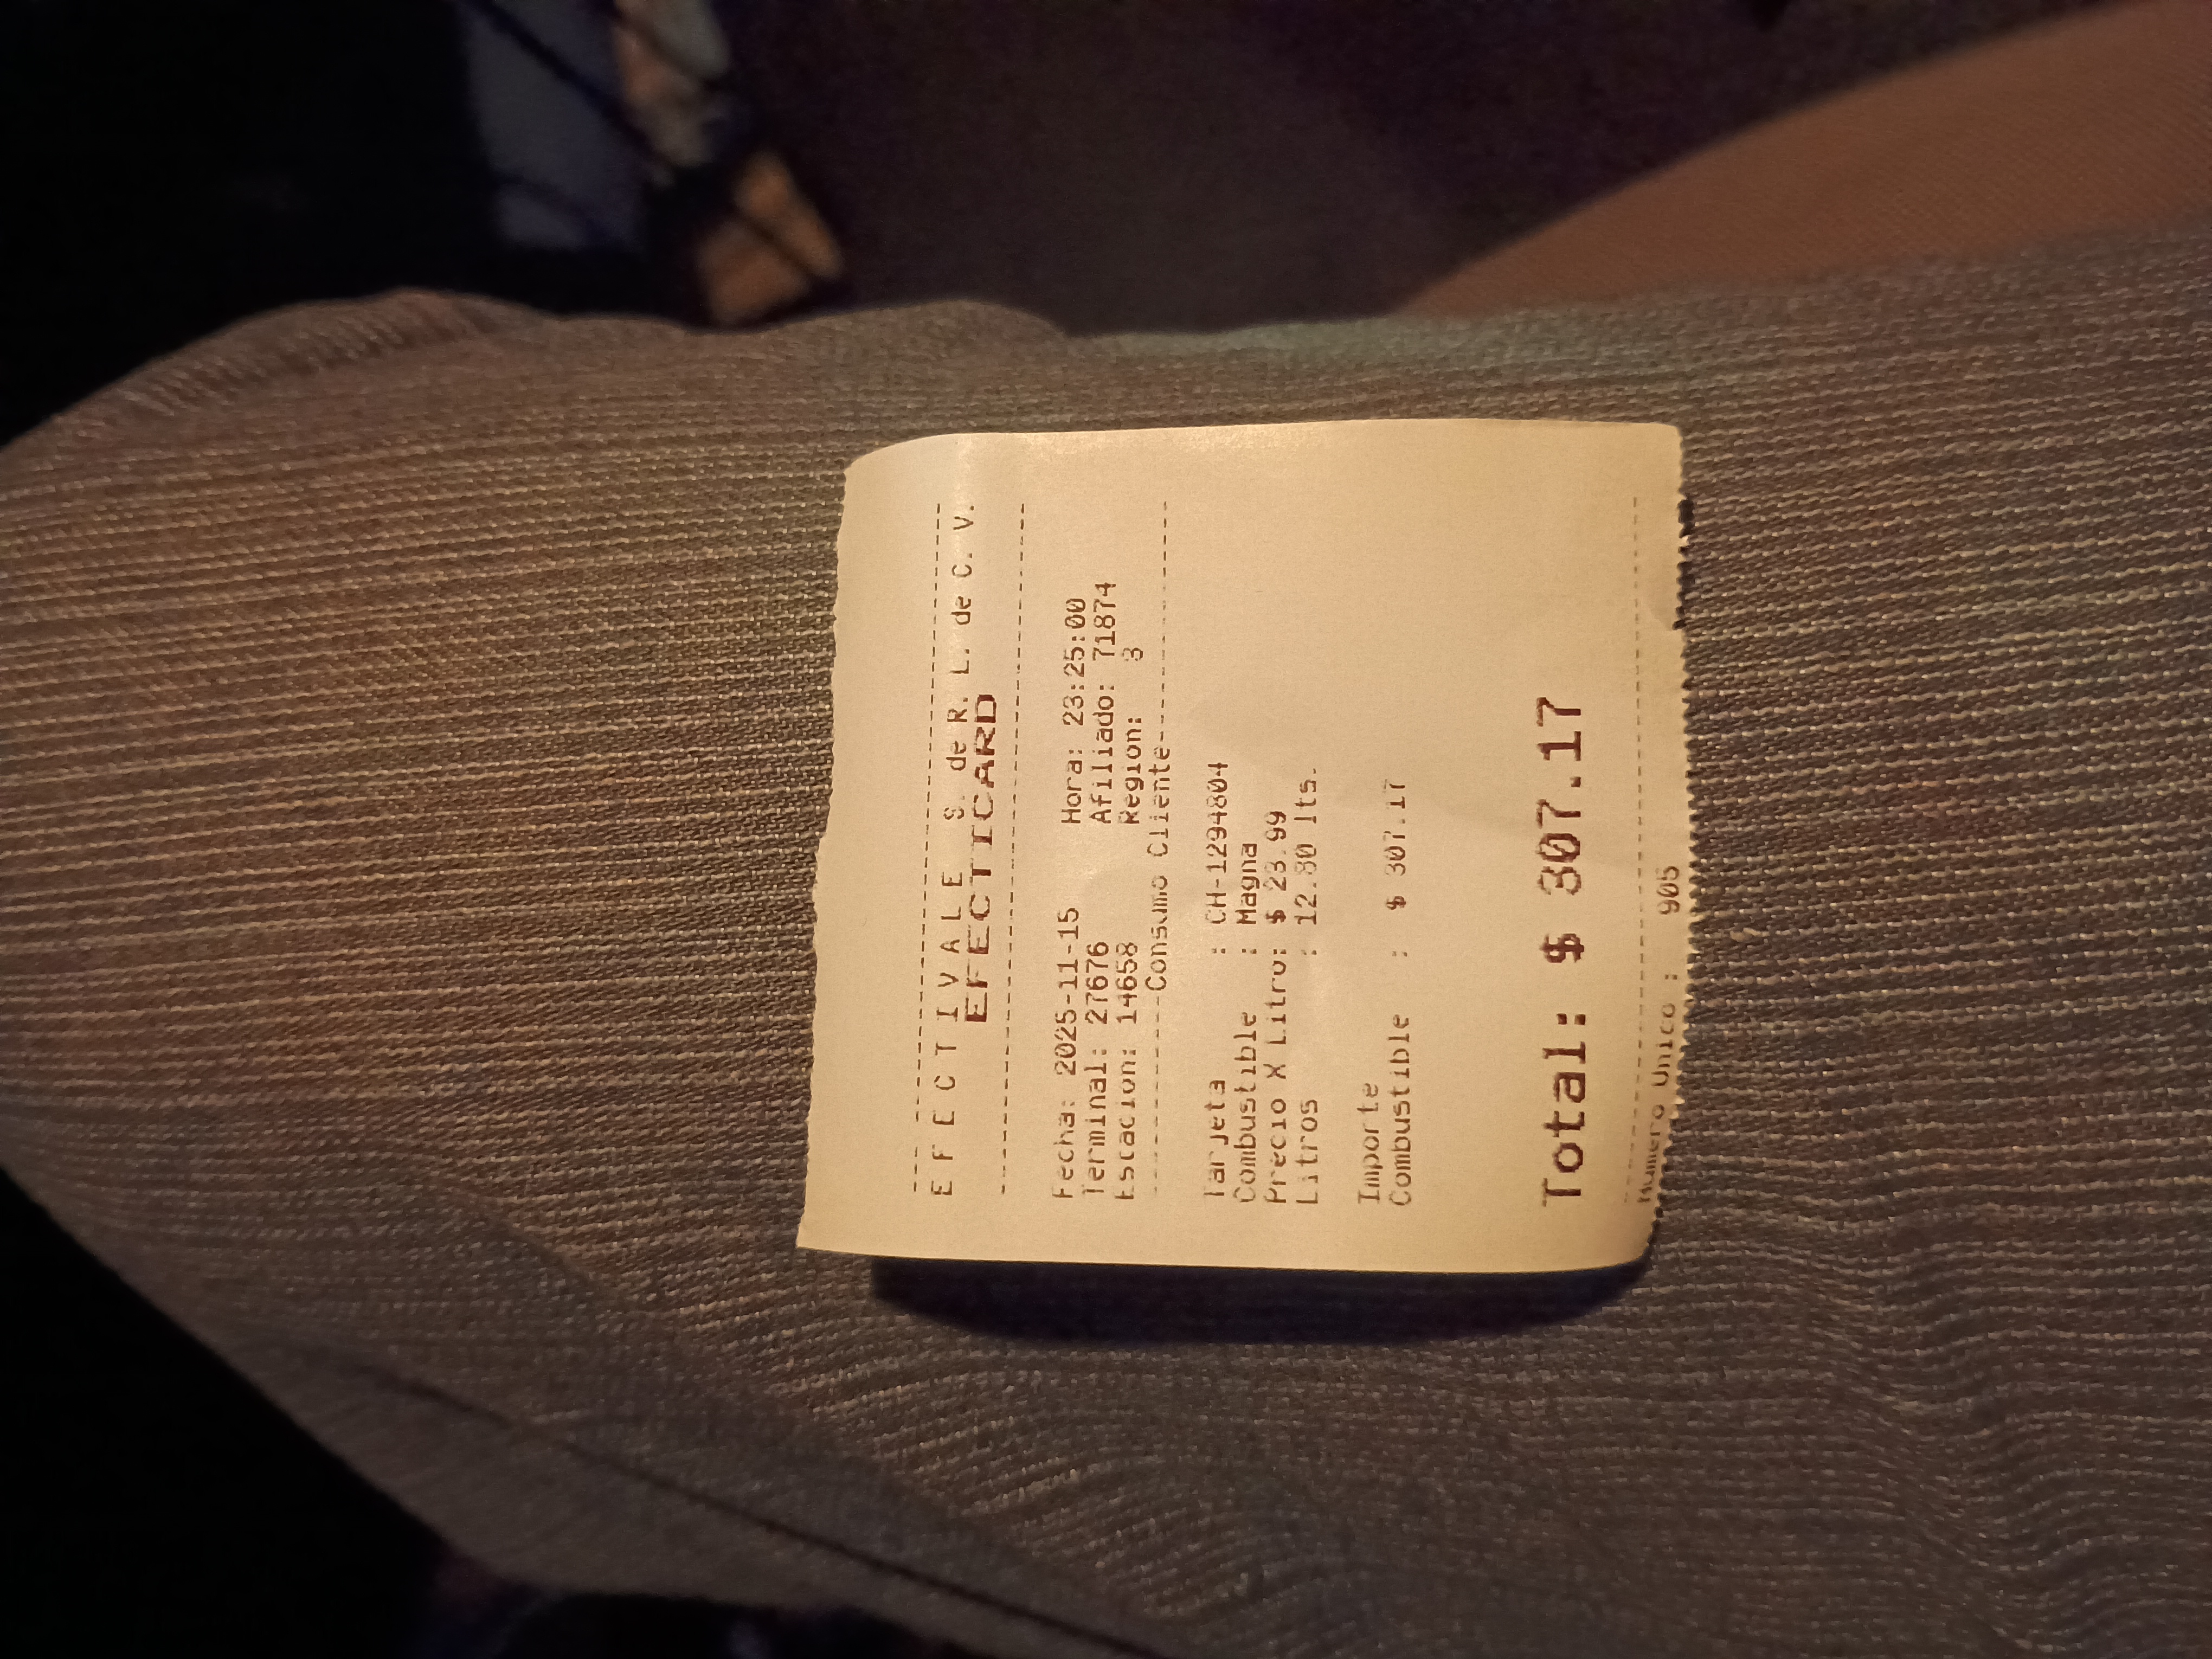 --------------------------------
E F E C T I V A L E  S. de R. L. de C. V.
EFECTICARD
--------------------------------
Fecha: 2025-11-15 Hora: 23:25:00
Terminal: 27676 Afiliado: 71874
Estacion: 14658 Region: 3
-------Consumo Cliente----------
Tarjeta : CH-1294804
Combustible : Magna
Precio X Litro: $ 23.99
Litros : 12.80 lts.
Importe
Combustible : $ 307.17
Total: $ 307.17
--------------------------------
Numero Unico : 905